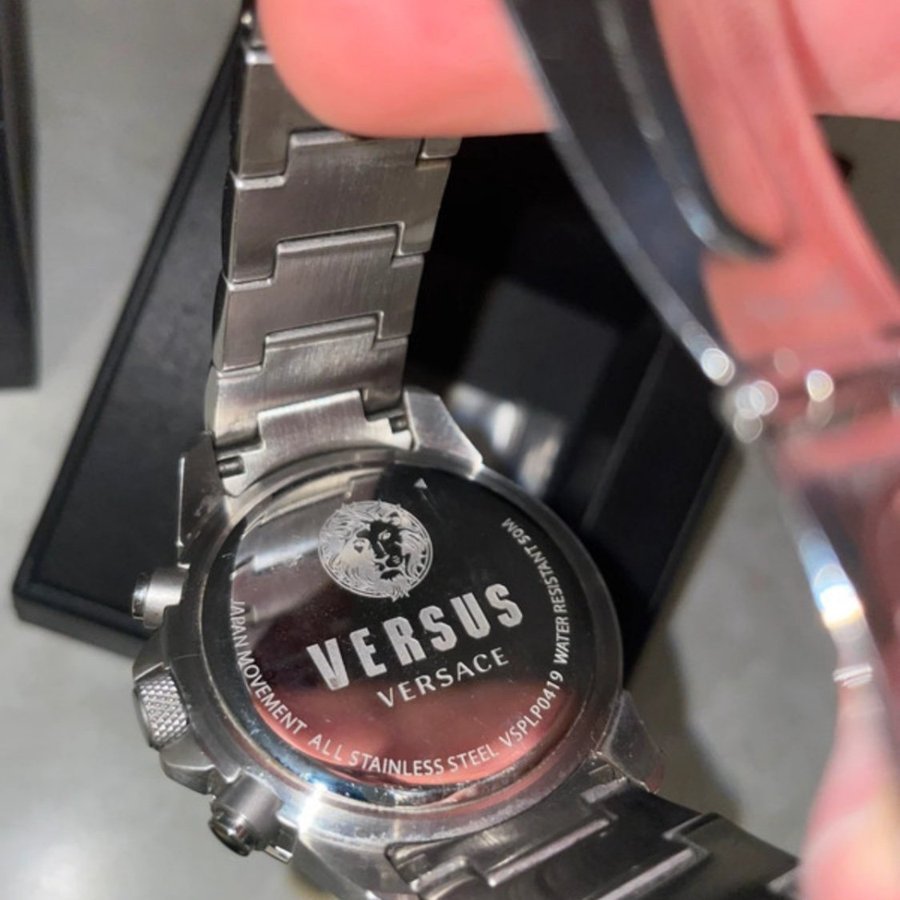 VERSUS
VERSACE
JAPAN MOVEMENT ALL STAINLESS STEEL VSPLP0419 WATER RESISTANT 50M